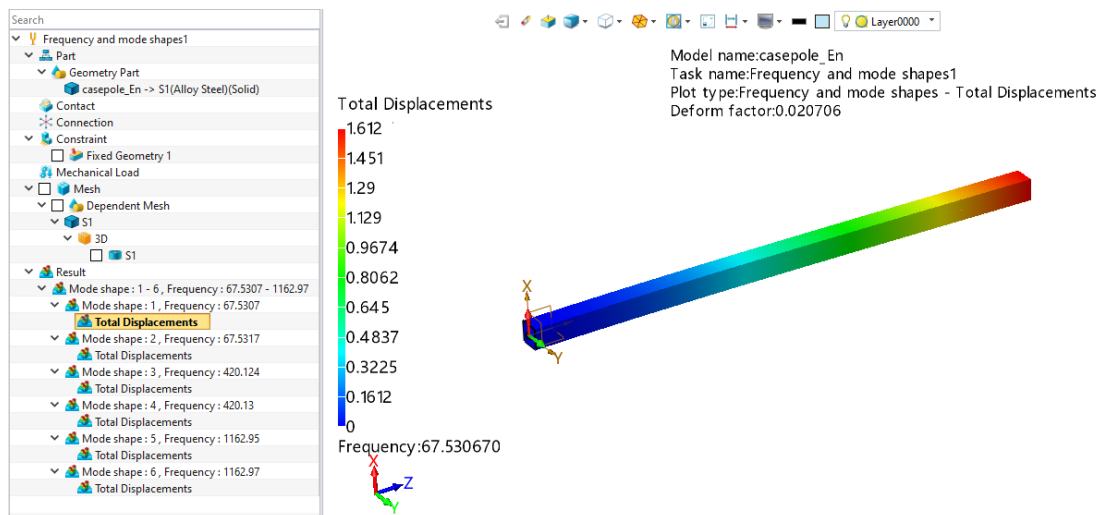 Search
Frequency and mode shapes1
Part
Geometry Part
casepole_En -> S1(Alloy Steel)(Solid)
Contact
Connection
Constraint
Fixed Geometry 1
Mechanical Load
Mesh
Dependent Mesh
S1
3D
S1
Result
Mode shape : 1 - 6 , Frequency : 67.5307 - 1162.97
Mode shape : 1 , Frequency : 67.5307
Total Displacements
Mode shape : 2 , Frequency : 67.5317
Total Displacements
Mode shape : 3 , Frequency : 420.124
Total Displacements
Mode shape : 4 , Frequency : 420.13
Total Displacements
Mode shape : 5 , Frequency : 1162.95
Total Displacements
Mode shape : 6 , Frequency : 1162.97
Total Displacements
Layer0000
Model name:casepole_En
Task name:Frequency and mode shapes1
Plot type:Frequency and mode shapes - Total Displacements
Deform factor:0.020706
Total Displacements
1.612
1.451
1.29
1.129
0.9674
0.8062
0.645
0.4837
0.3225
0.1612
0
Frequency:67.530670
X
Y
X
Z
Y